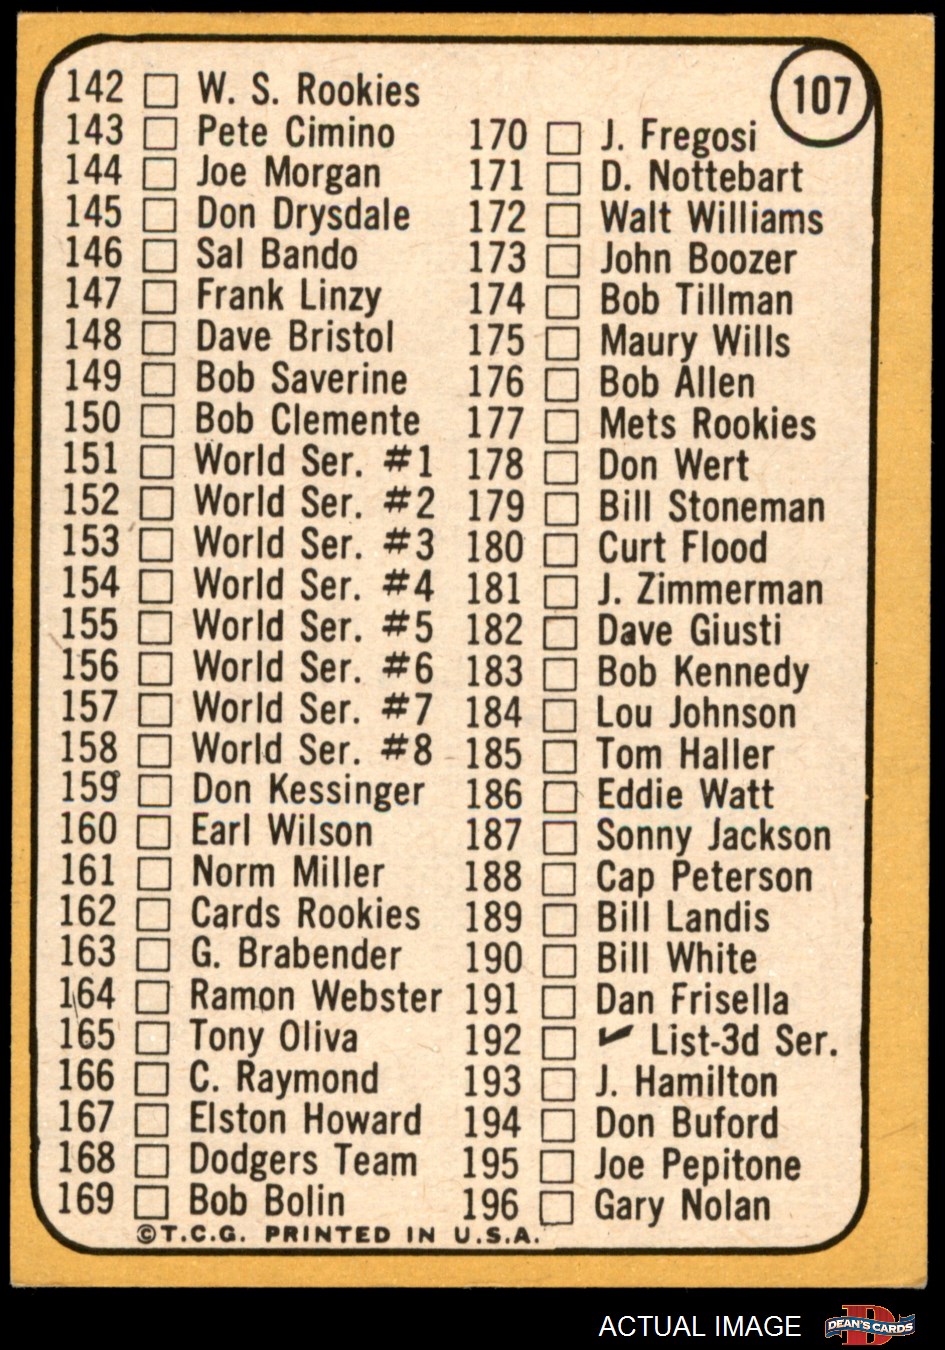 107
142 W. S. Rookies
143 Pete Cimino
144 Joe Morgan
145 Don Drysdale
146 Sal Bando
147 Frank Linzy
148 Dave Bristol
149 Bob Saverine
150 Bob Clemente
151 World Ser. #1
152 World Ser. #2
153 World Ser. #3
154 World Ser. #4
155 World Ser. #5
156 World Ser. #6
157 World Ser. #7
158 World Ser. #8
159 Don Kessinger
160 Earl Wilson
161 Norm Miller
162 Cards Rookies
163 G. Brabender
164 Ramon Webster
165 Tony Oliva
166 C. Raymond
167 Elston Howard
168 Dodgers Team
169 Bob Bolin
170 J. Fregosi
171 D. Nottebart
172 Walt Williams
173 John Boozer
174 Bob Tillman
175 Maury Wills
176 Bob Allen
177 Mets Rookies
178 Don Wert
179 Bill Stoneman
180 Curt Flood
181 J. Zimmerman
182 Dave Giusti
183 Bob Kennedy
184 Lou Johnson
185 Tom Haller
186 Eddie Watt
187 Sonny Jackson
188 Cap Peterson
189 Bill Landis
190 Bill White
191 Dan Frisella
192 ✓ List-3d Ser.
193 J. Hamilton
194 Don Buford
195 Joe Pepitone
196 Gary Nolan
©T.C.G. PRINTED IN U.S.A.
ACTUAL IMAGE
D
DEAN'S CARDS